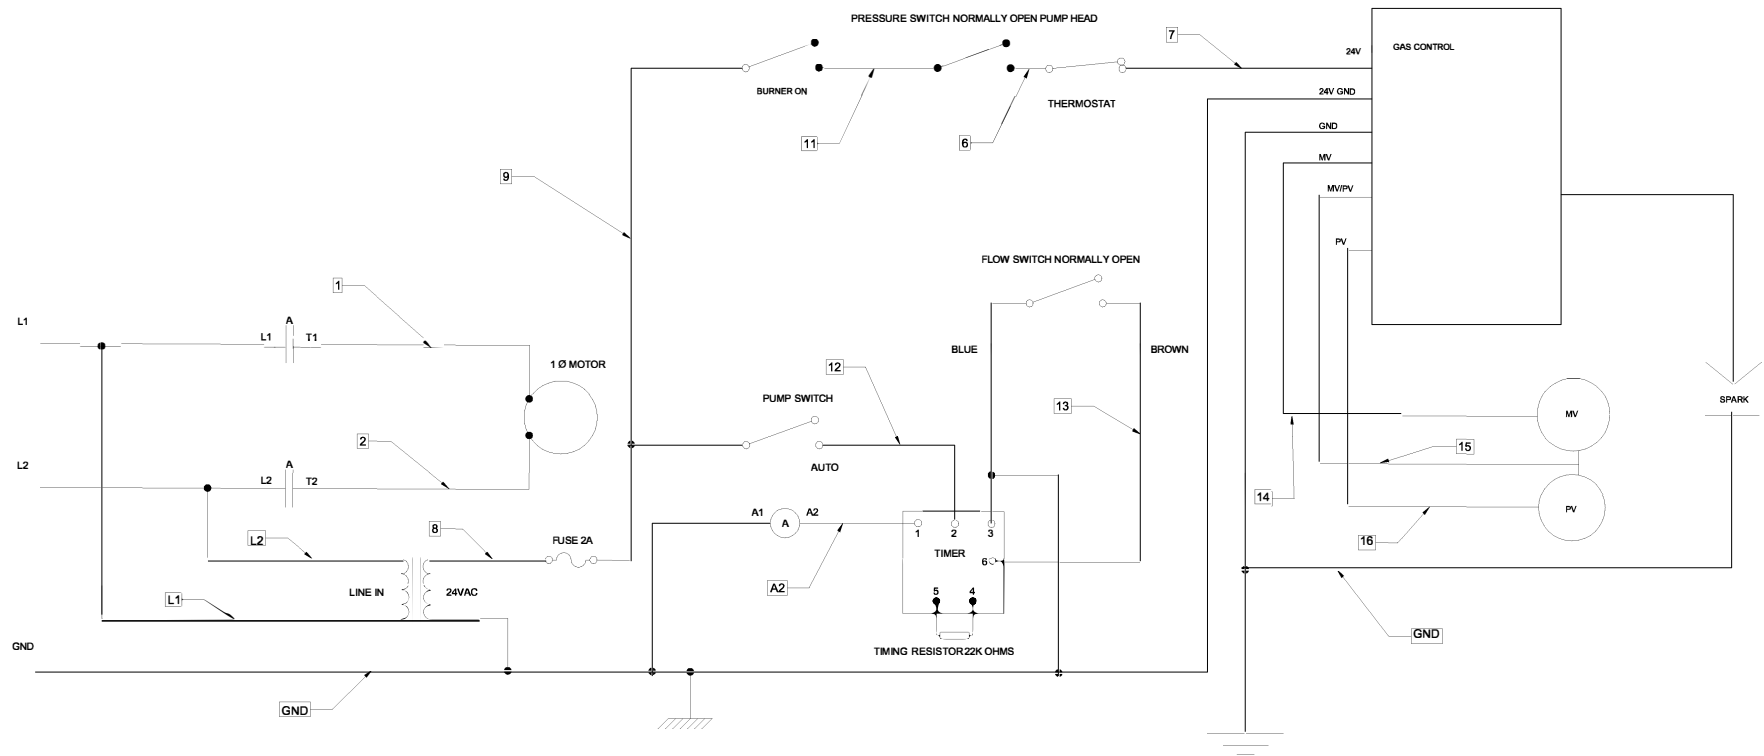 PRESSURE SWITCH NORMALLY OPEN PUMP HEAD
7
24V
GAS CONTROL
BURNER ON
24V GND
THERMOSTAT
GND
11
6
MV
9
MV/PV
PV
FLOW SWITCH NORMALLY OPEN
1
L1
A
L1
T1
BLUE
BROWN
1 Ø MOTOR
12
PUMP SWITCH
SPARK
13
MV
2
15
L2
A
AUTO
L2
T2
14
A1
A
A2
PV
8
1
2
3
L2
FUSE 2A
16
TIMER
6
A2
LINE IN
24VAC
5
4
L1
GND
GND
TIMING RESISTOR 22K OHMS
GND